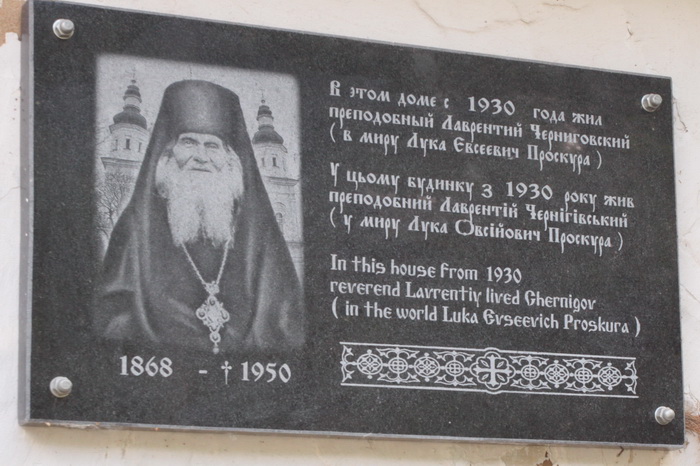 В этом доме с 1930 года жил
преподобный Лаврентий Черниговский
( в миру Лука Евсеевич Проскура )
У цьому будинку з 1930 року жив
преподобний Лаврентій Чернігівський
( у миру Лука Овсійович Проскура )
In this house from 1930
reverend Lavrentiy lived Chernigov
( in the world Luka Evseevich Proskura )
1868 - † 1950